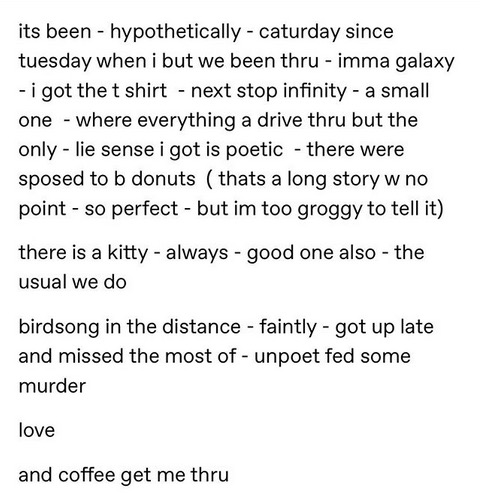 its been - hypothetically - caturday since
tuesday when i but we been thru - imma galaxy
- i got the t shirt  - next stop infinity - a small
one  - where everything a drive thru but the
only - lie sense i got is poetic  - there were
sposed to b donuts  ( thats a long story w no
point - so perfect - but im too groggy to tell it)
there is a kitty - always - good one also - the
usual we do
birdsong in the distance - faintly - got up late
and missed the most of - unpoet fed some
murder
love
and coffee get me thru